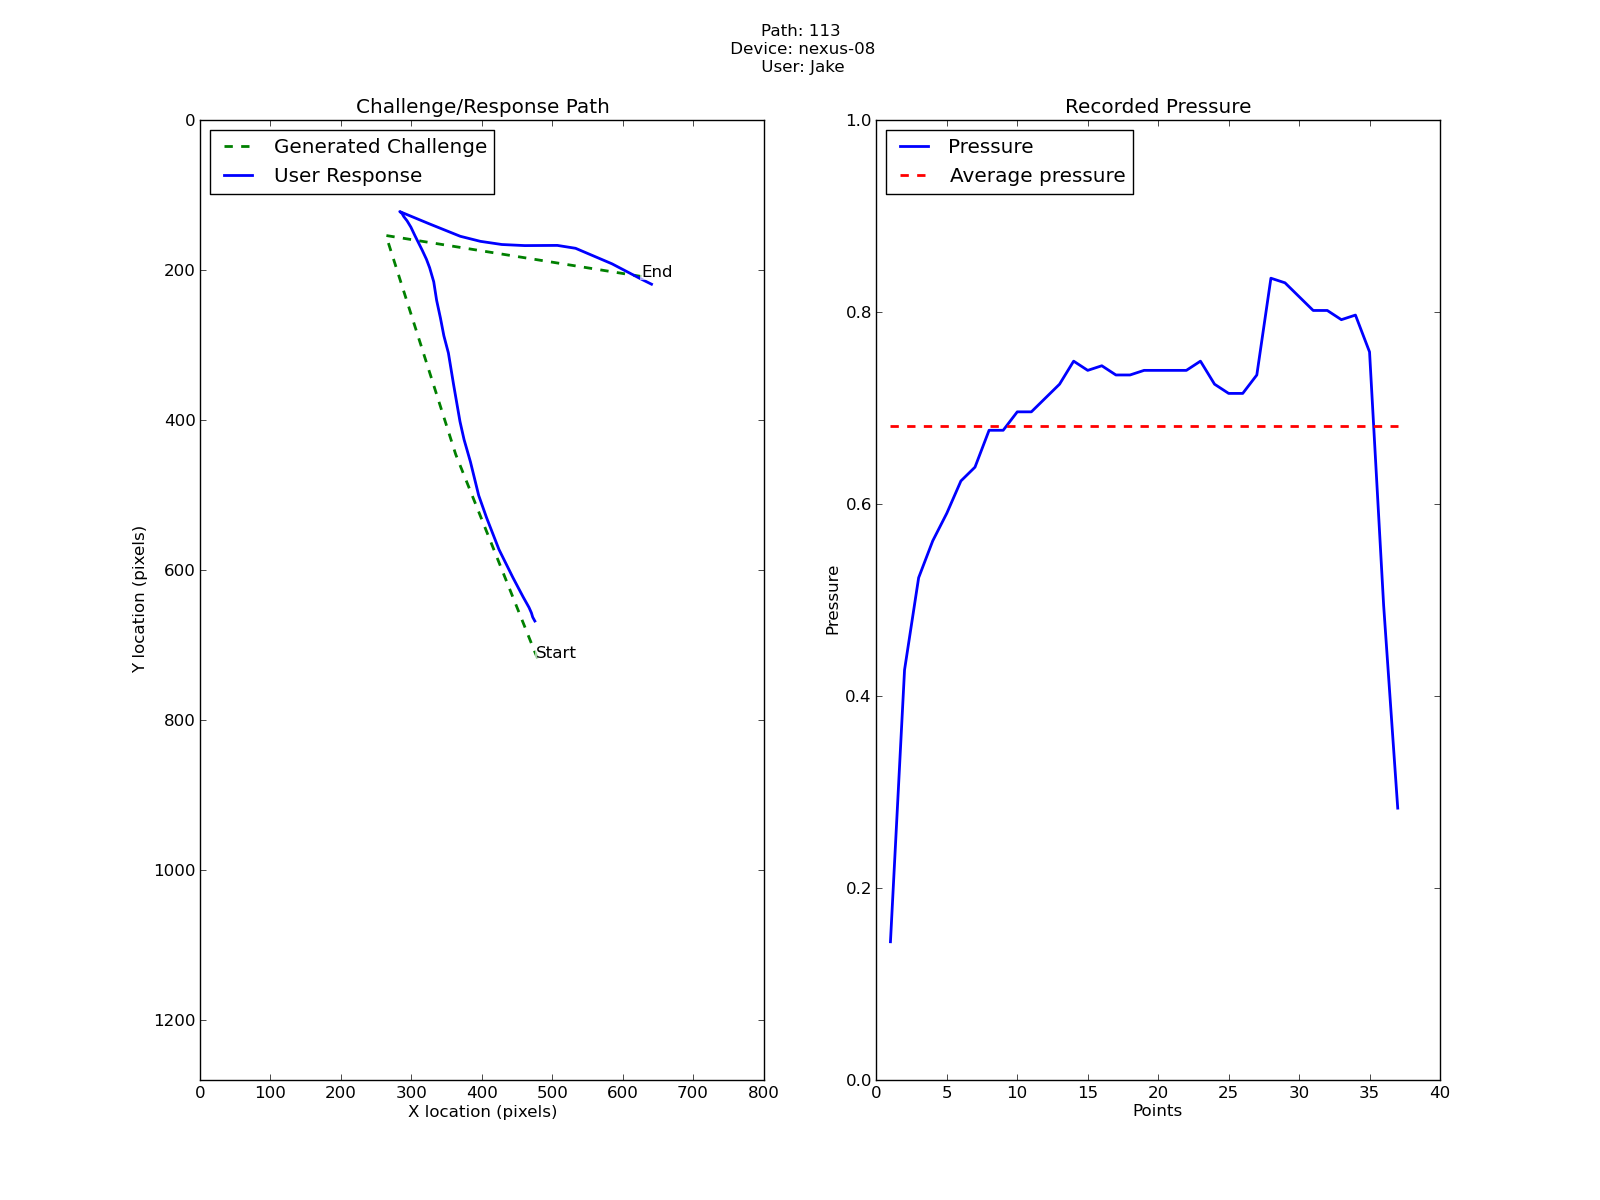 Path: 113
Device: nexus-08
User: Jake
Challenge/Response Path
Generated Challenge
User Response
End
Start
0
200
400
600
800
1000
1200
Y location (pixels)
0 100 200 300 400 500 600 700 800
X location (pixels)
Recorded Pressure
Pressure
Average pressure
1.0
0.8
0.6
0.4
0.2
0.0
Pressure
0 5 10 15 20 25 30 35 40
Points